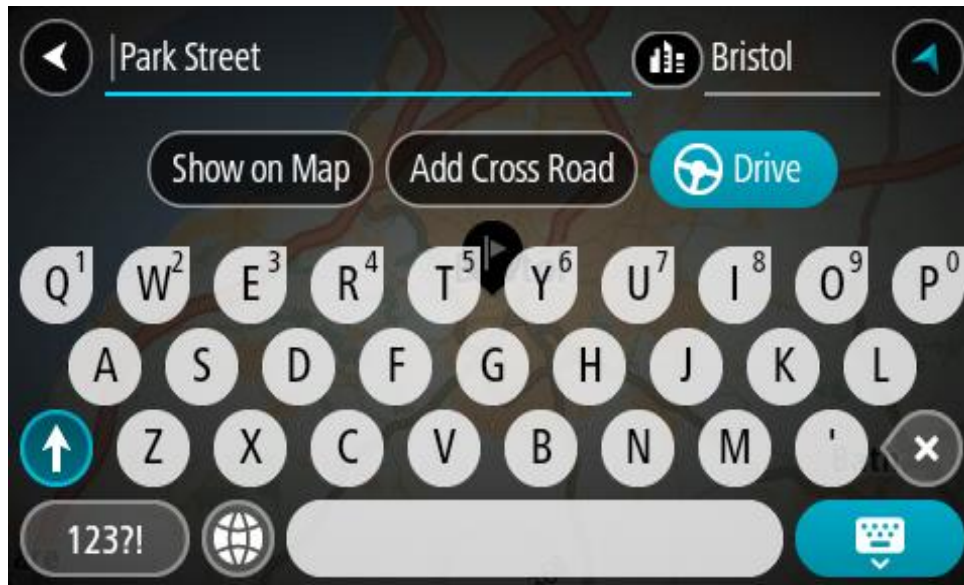 Park Street Bristol
Show on Map Add Cross Road Drive
Q1 W2 E3 R4 T5 Y6 U7 I8 O9 P0
A S D F G H J K L
Z X C V B N M '
123?!